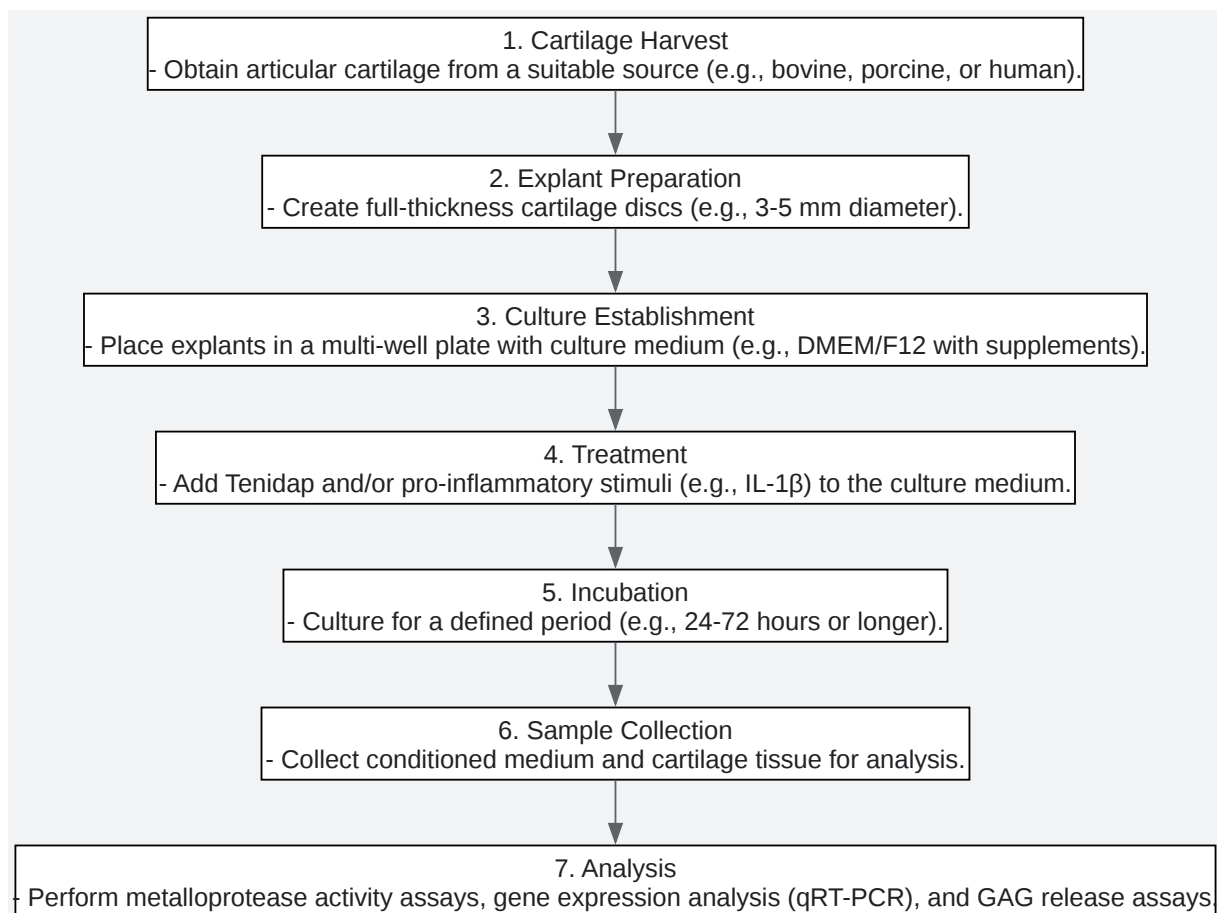 1. Cartilage Harvest
- Obtain articular cartilage from a suitable source (e.g., bovine, porcine, or human).
2. Explant Preparation
- Create full-thickness cartilage discs (e.g., 3-5 mm diameter).
3. Culture Establishment
- Place explants in a multi-well plate with culture medium (e.g., DMEM/F12 with supplements).
4. Treatment
- Add Tenidap and/or pro-inflammatory stimuli (e.g., IL-1β) to the culture medium.
5. Incubation
- Culture for a defined period (e.g., 24-72 hours or longer).
6. Sample Collection
- Collect conditioned medium and cartilage tissue for analysis.
7. Analysis
- Perform metalloprotease activity assays, gene expression analysis (qRT-PCR), and GAG release assays.